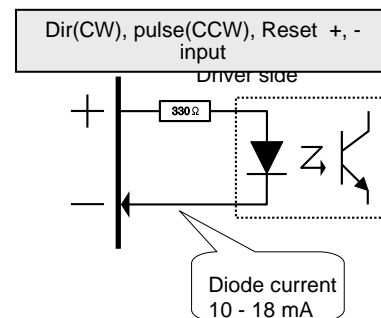 Dir(CW), pulse(CCW), Reset +, -
input
Driver side
+
330Ω
—
Diode current
10 - 18 mA